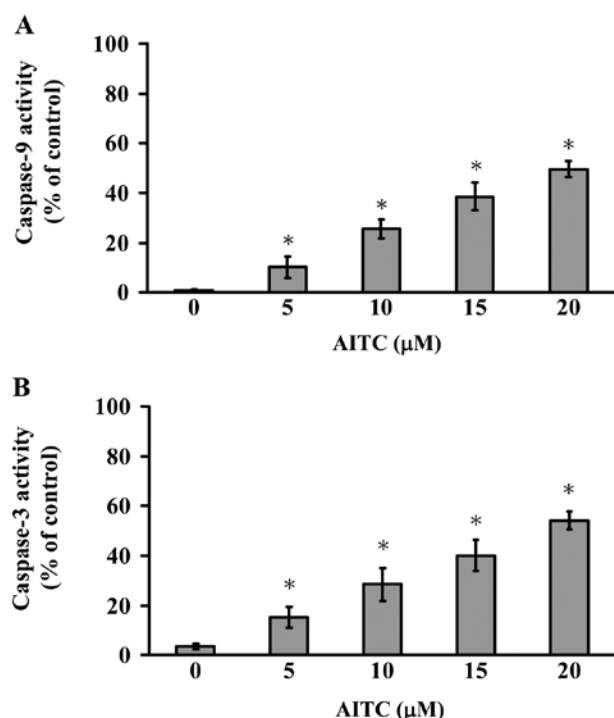 A
Caspase-9 activity
(% of control)
100
80
60
40
20
0
*
*
*
*
0 5 10 15 20
AITC (µM)
B
Caspase-3 activity
(% of control)
100
80
60
40
20
0
*
*
*
*
0 5 10 15 20
AITC (µM)